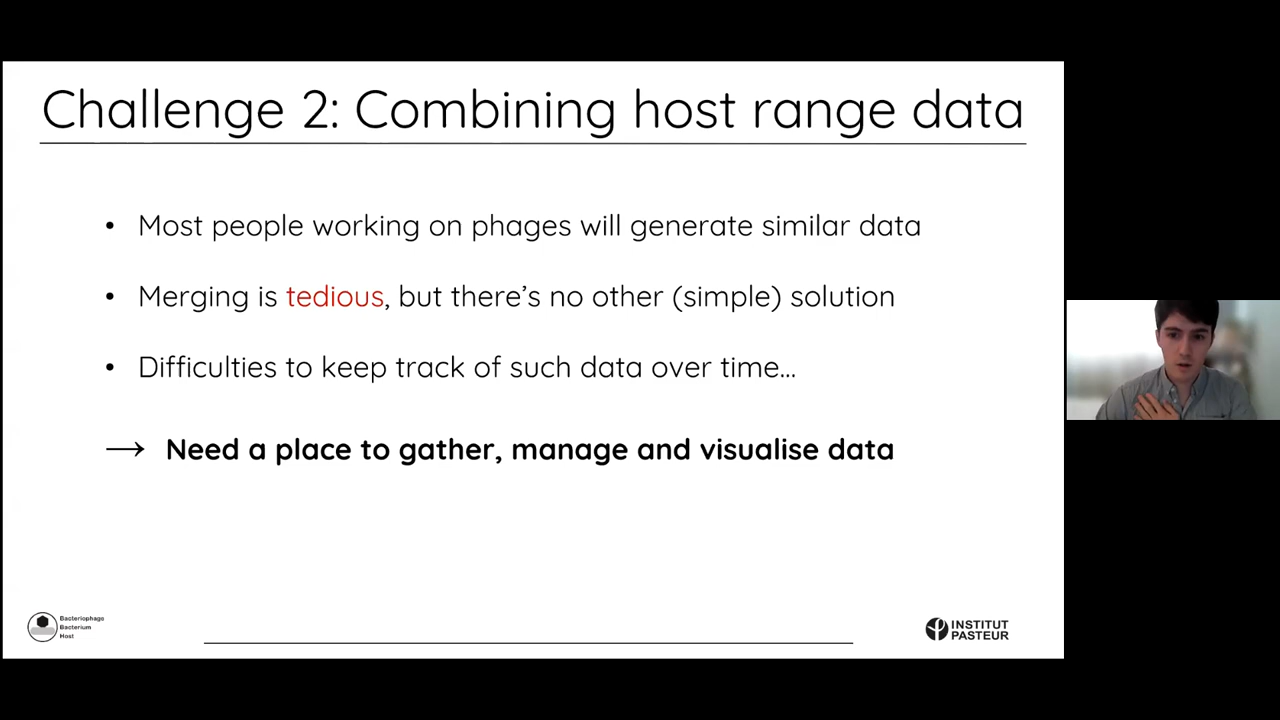 Challenge 2: Combining host range data
• Most people working on phages will generate similar data
• Merging is tedious, but there's no other (simple) solution
• Difficulties to keep track of such data over time...
→ Need a place to gather, manage and visualise data
Bacteriophage
Bacterium
Host
INSTITUT
PASTEUR